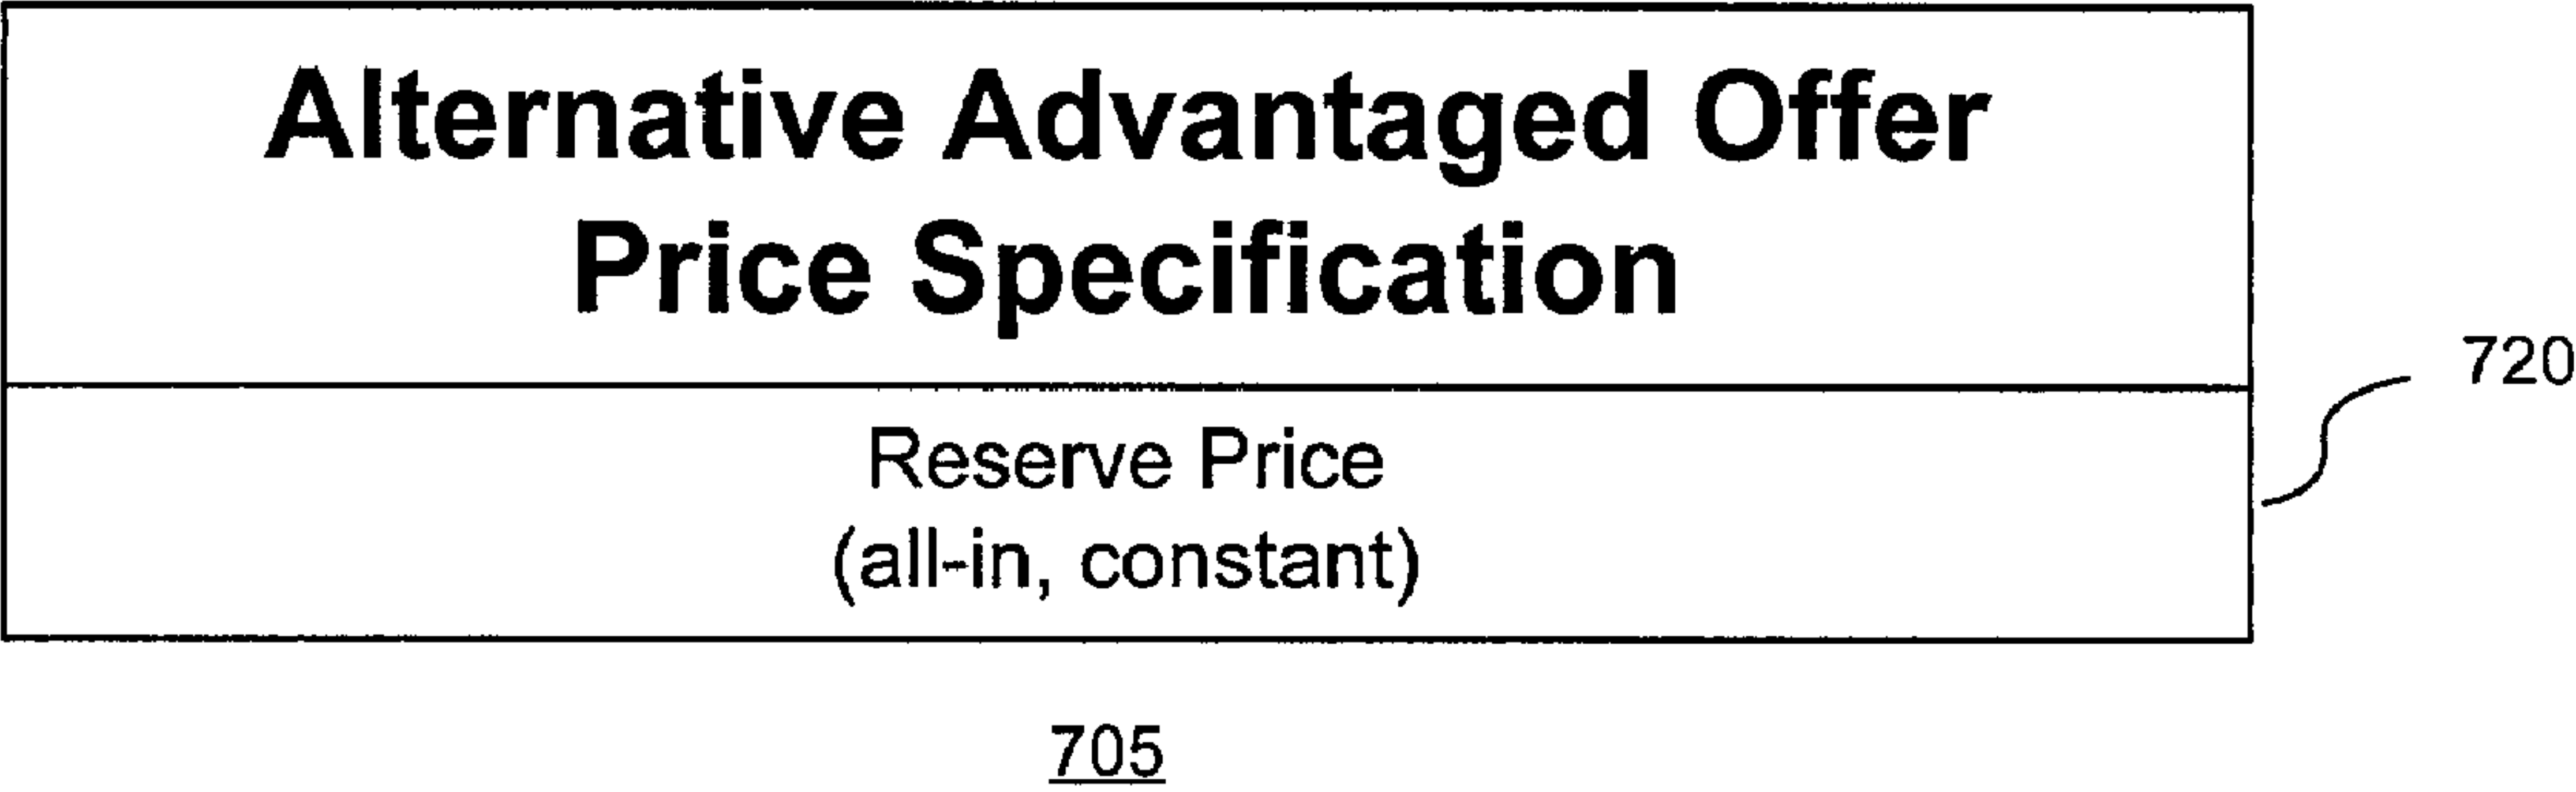 Alternative Advantaged Offer
Price Specification
720
Reserve Price
(all-in, constant)
705